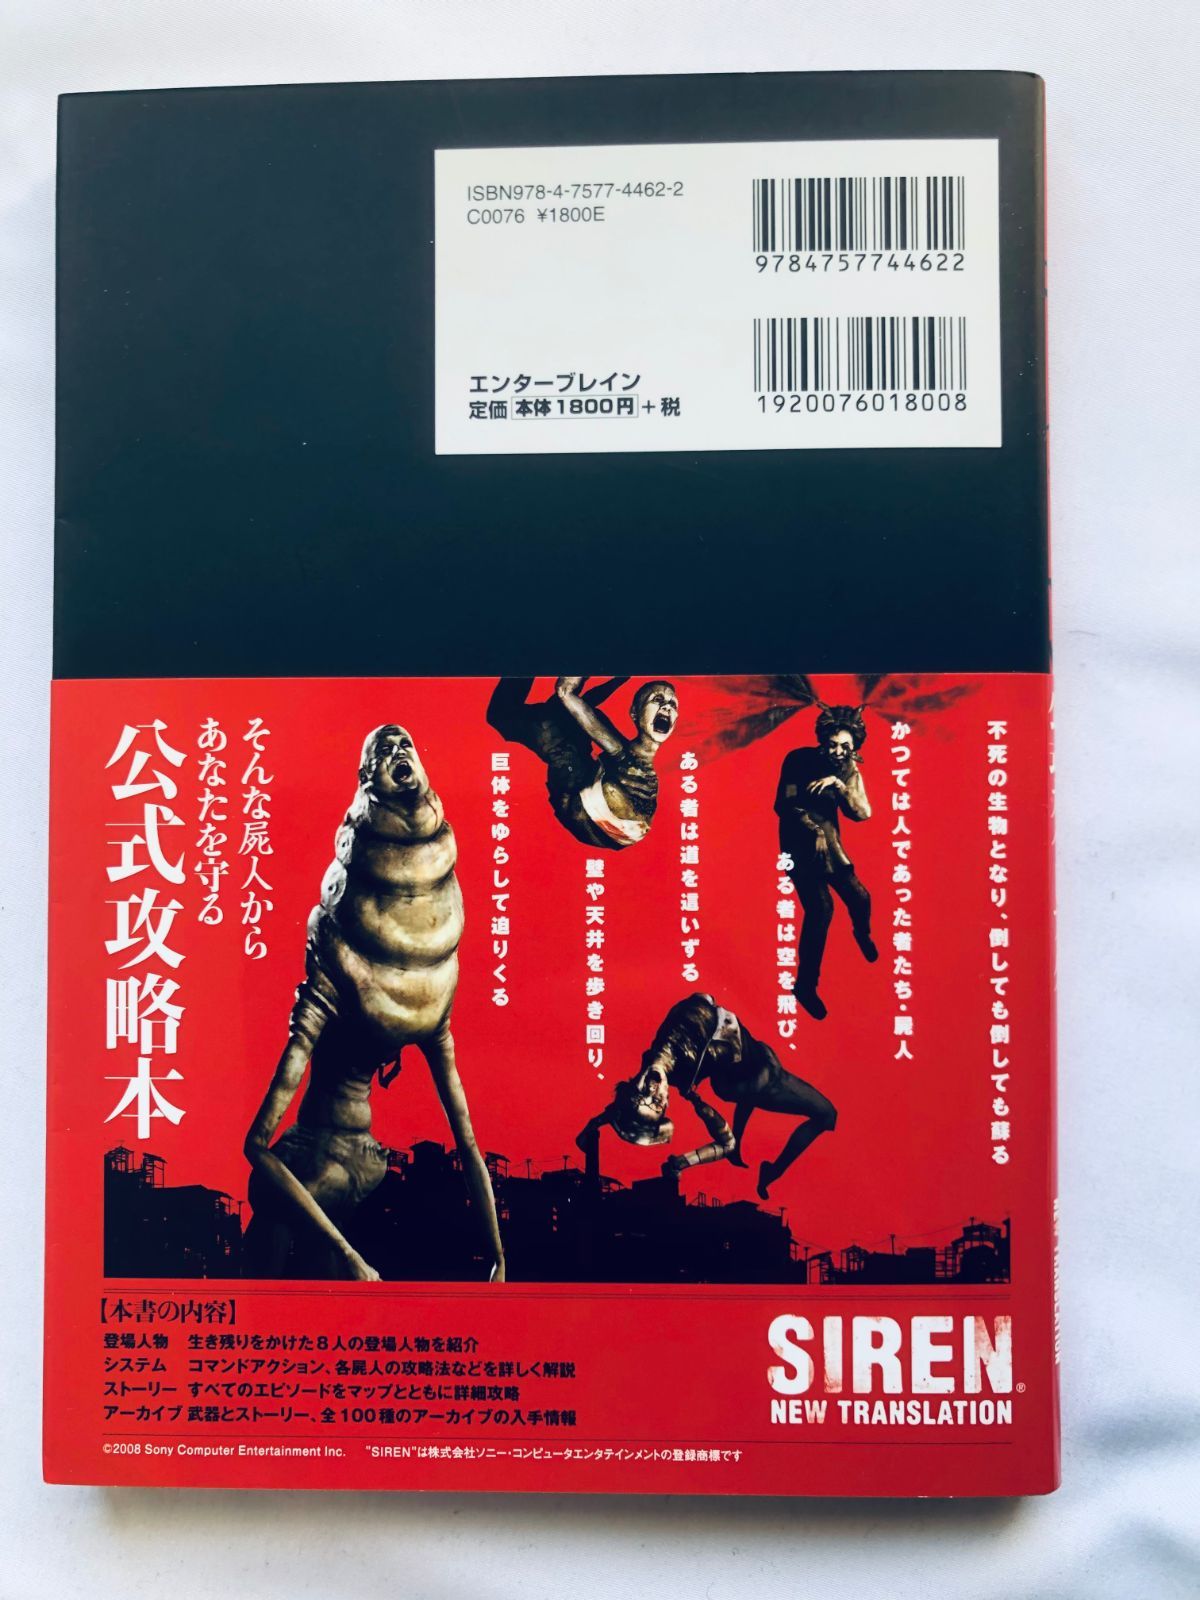 ISBN978-4-7577-4462-2
C0076 ¥1800E
9784757744622
エンターブレイン
定価 本体1800円 +税
1920076018008
不死の生物となり、倒しても倒しても蘇る
かつては人であった者たち・屍人
ある者は空を飛び、
ある者は道を這いずる
壁や天井を歩き回り、
巨体をゆらして迫りくる
そんな屍人から
あなたを守る
公式攻略本
【本書の内容】
登場人物 生き残りをかけた8人の登場人物を紹介
システム コマンドアクション、各屍人の攻略法などを詳しく解説
ストーリー すべてのエピソードをマップとともに詳細攻略
アーカイブ 武器とストーリー、全100種のアーカイブの入手情報
SIREN®
NEW TRANSLATION
©2008 Sony Computer Entertainment Inc. "SIREN"は株式会社ソニー・コンピュータエンタテインメントの登録商標です
NEW TRANSLATION